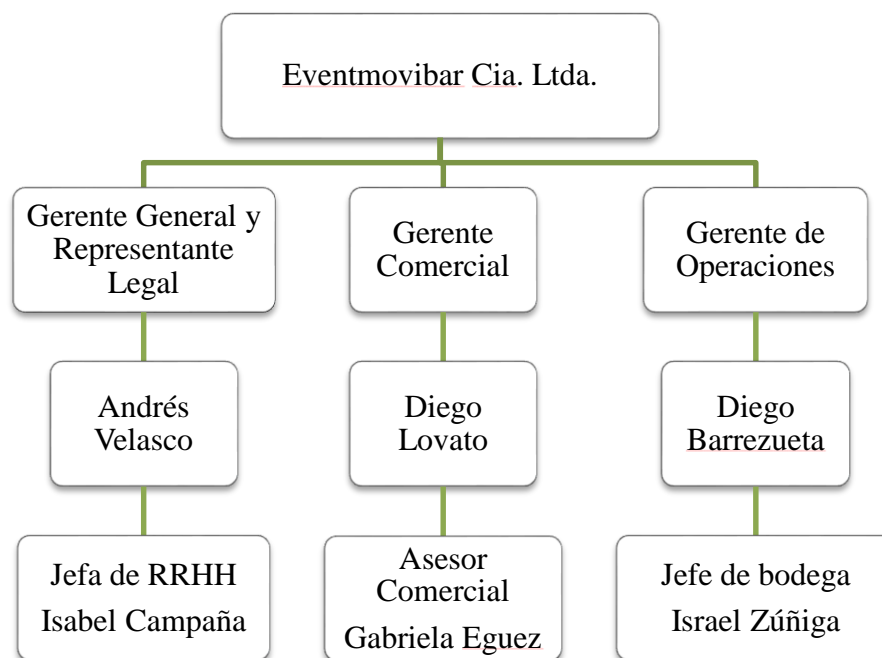 Eventmovibar Cia. Ltda.
Gerente General y
Representante
Legal
Gerente
Comercial
Gerente de
Operaciones
Andrés
Velasco
Diego
Lovato
Diego
Barrezueta
Jefa de RRHH
Isabel Campaña
Asesor
Comercial
Gabriela Eguez
Jefe de bodega
Israel Zúñiga